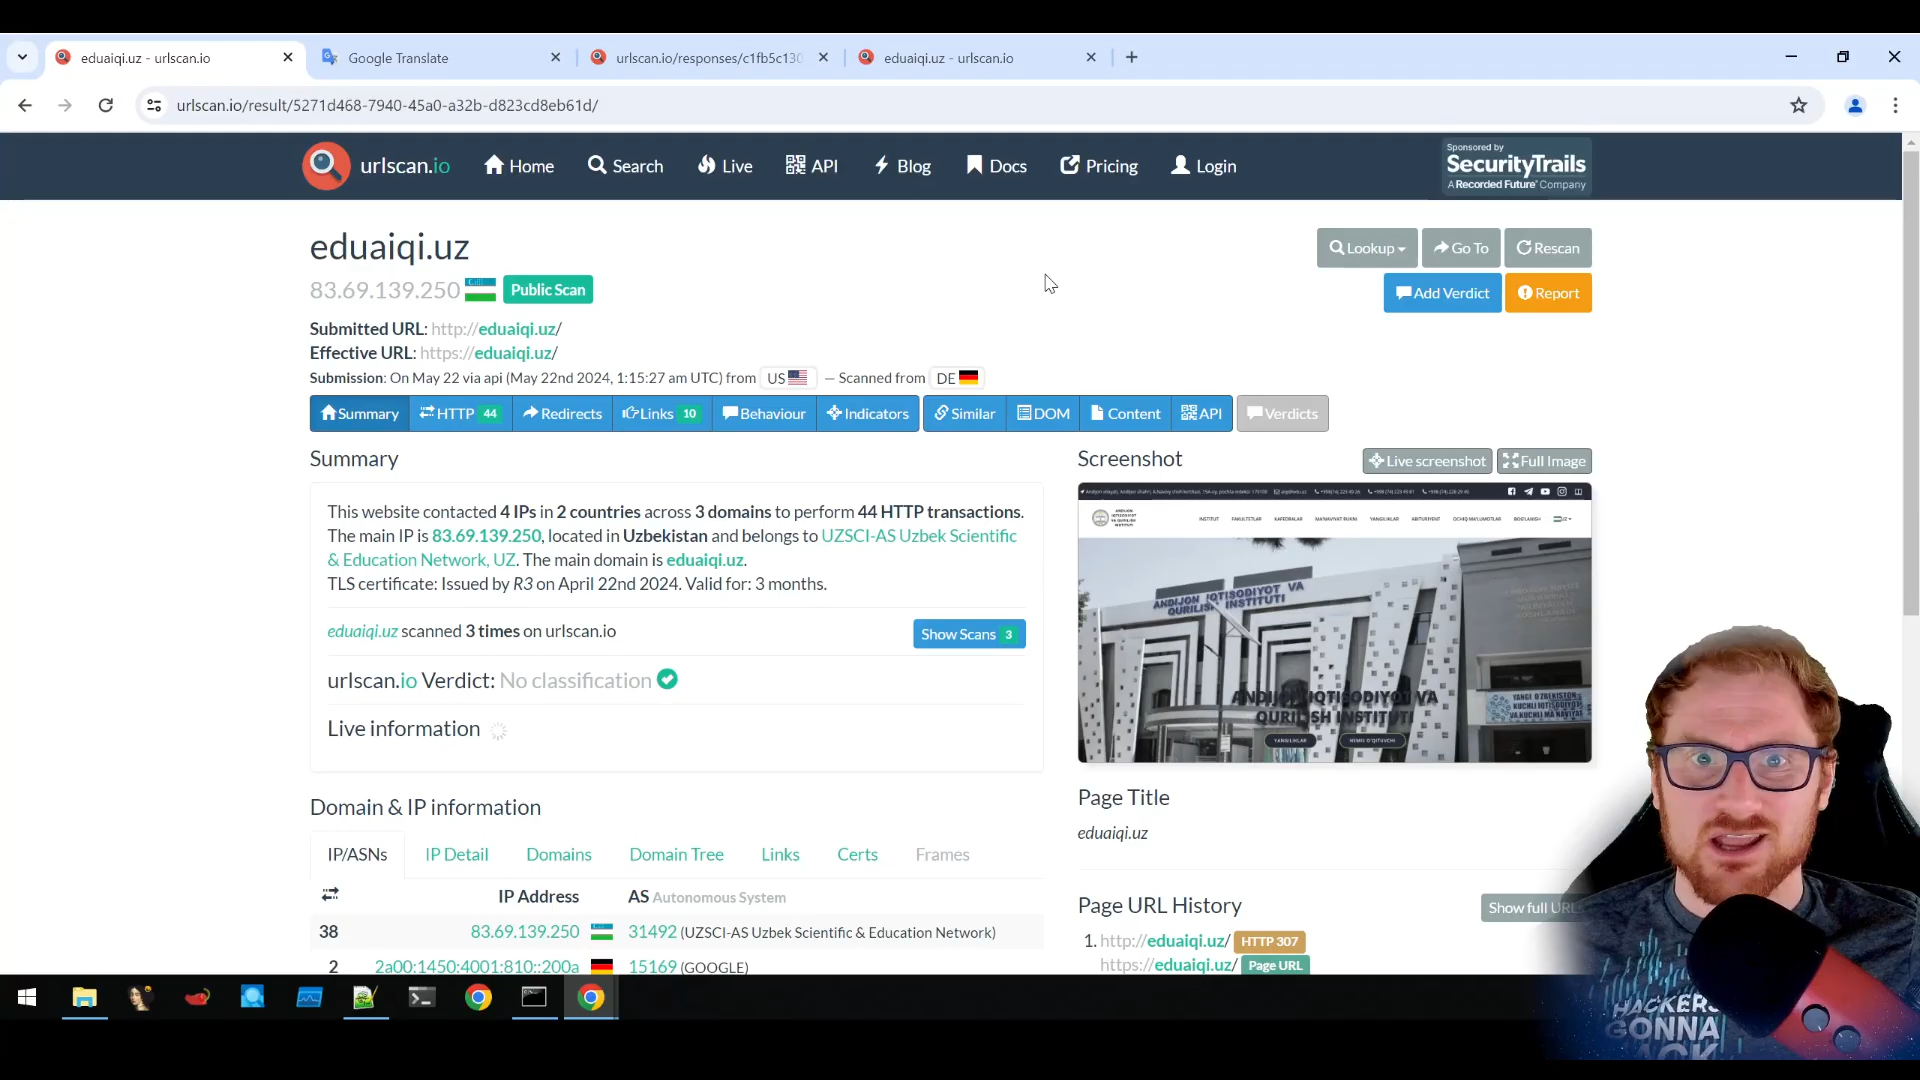 eduaiqi.uz - urlscan.io
Google Translate
urlscan.io/responses/c1fb5c130
eduaiqi.uz - urlscan.io
urlscan.io/result/5271d468-7940-45a0-a32b-d823cd8eb61d/
urlscan.io
Home
Search
Live
API
Blog
Docs
Pricing
Login
Sponsored by
SecurityTrails
A Recorded Future Company
eduaiqi.uz
Lookup
Go To
Rescan
83.69.139.250
Public Scan
Add Verdict
Report
Submitted URL: http://eduaiqi.uz/
Effective URL: https://eduaiqi.uz/
Submission: On May 22 via api (May 22nd 2024, 1:15:27 am UTC) from US — Scanned from DE
Summary
HTTP 44
Redirects
Links 10
Behaviour
Indicators
Similar
DOM
Content
API
Verdicts
Summary
Screenshot
Live screenshot
Full Image
This website contacted 4 IPs in 2 countries across 3 domains to perform 44 HTTP transactions.
The main IP is 83.69.139.250, located in Uzbekistan and belongs to UZSCI-AS Uzbek Scientific
& Education Network, UZ. The main domain is eduaiqi.uz.
TLS certificate: Issued by R3 on April 22nd 2024. Valid for: 3 months.
eduaiqi.uz scanned 3 times on urlscan.io
Show Scans 3
urlscan.io Verdict: No classification
Live information
ANDIJON IQTISODIYOT VA
QURILISH INSTITUTI
ANDIJON IQTISODIYOT VA
QURILISH INSTITUTI
YANGILIKLAR
Page Title
eduaiqi.uz
Domain & IP information
IP/ASNs
IP Detail
Domains
Domain Tree
Links
Certs
Frames
IP Address
AS Autonomous System
38
83.69.139.250
31492 (UZSCI-AS Uzbek Scientific & Education Network)
2
2a00:1450:4001:810::200a
15169 (GOOGLE)
Page URL History
Show full URLs
1. http://eduaiqi.uz/ HTTP 307
https://eduaiqi.uz/ Page URL
HACKERS
GONNA